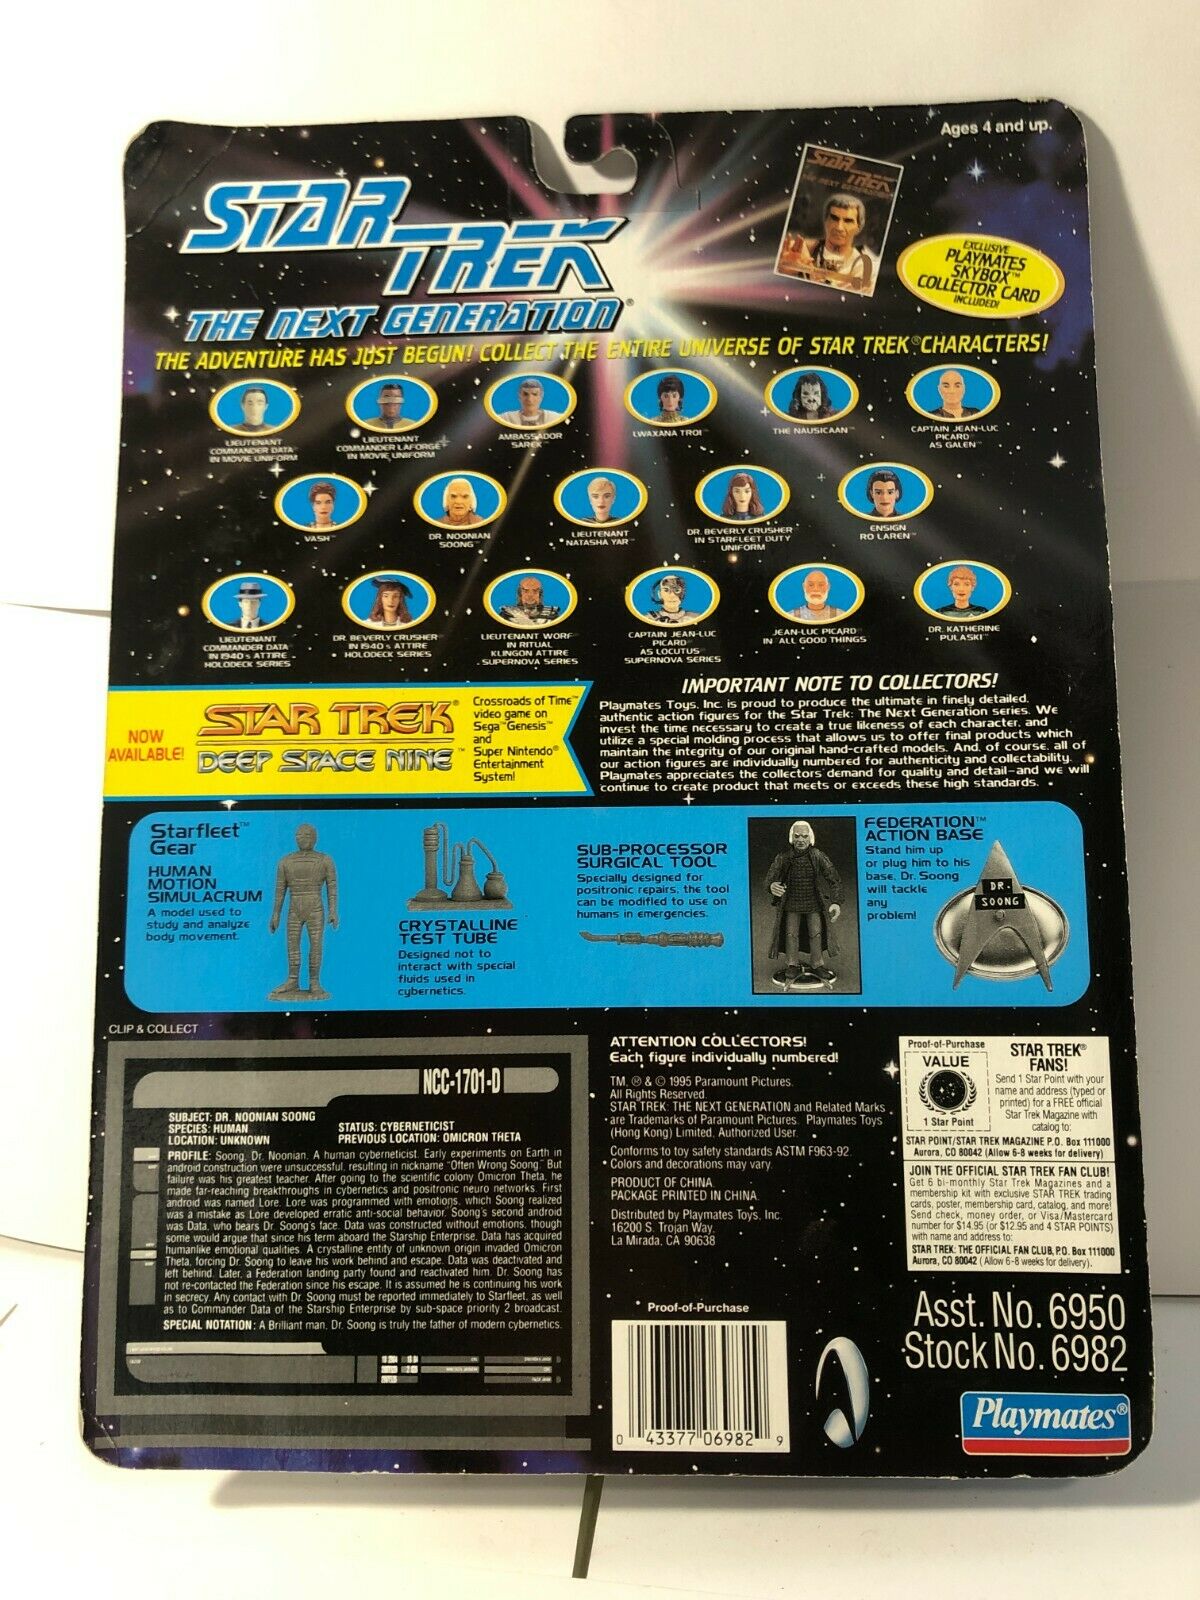 Ages 4 and up.
STAR TREK
THE NEXT GENERATION®
STAR TREK
THE NEXT GENERATION
EXCLUSIVE
PLAYMATES
SKYBOX™
COLLECTOR CARD
INCLUDED!
THE ADVENTURE HAS JUST BEGUN! COLLECT THE ENTIRE UNIVERSE OF STAR TREK® CHARACTERS!
LIEUTENANT
COMMANDER DATA™
IN MOVIE UNIFORM
LIEUTENANT
COMMANDER LAFORGE™
IN MOVIE UNIFORM
AMBASSADOR
SAREK™
LWAXANA TROI™
THE NAUSICAAN™
CAPTAIN JEAN-LUC
PICARD™
AS GALEN™
VASH™
DR. NOONIAN
SOONG™
LIEUTENANT
NATASHA YAR™
DR. BEVERLY CRUSHER™
IN STARFLEET DUTY
UNIFORM
ENSIGN
RO LAREN™
LIEUTENANT
COMMANDER DATA™
IN 1940's ATTIRE
HOLODECK SERIES
DR. BEVERLY CRUSHER™
IN 1940's ATTIRE
HOLODECK SERIES
LIEUTENANT WORF™
IN RITUAL
KLINGON ATTIRE
SUPERNOVA SERIES
CAPTAIN JEAN-LUC
PICARD™
AS LOCUTUS™
SUPERNOVA SERIES
JEAN-LUC PICARD™
IN ALL GOOD THINGS
DR. KATHERINE
PULASKI™
NOW
AVAILABLE!
STAR TREK®
DEEP SPACE NINE™
Crossroads of Time™
video game on
Sega™ Genesis™
and
Super Nintendo®
Entertainment
System!
IMPORTANT NOTE TO COLLECTORS!
Playmates Toys, Inc. is proud to produce the ultimate in finely detailed,
authentic action figures for the Star Trek: The Next Generation series. We
invest the time necessary to create a true likeness of each character, and
utilize a special molding process that allows us to offer final products which
maintain the integrity of our original hand-crafted models. And, of course, all of
our action figures are individually numbered for authenticity and collectability.
Playmates appreciates the collectors' demand for quality and detail-and we will
continue to create product that meets or exceeds these high standards.
Starfleet™
Gear
HUMAN
MOTION
SIMULACRUM
A model used to
study and analyze
body movement.
CRYSTALLINE
TEST TUBE
Designed not to
interact with special
fluids used in
cybernetics.
SUB-PROCESSOR
SURGICAL TOOL
Specially designed for
positronic repairs, the tool
can be modified to use on
humans in emergencies.
FEDERATION™
ACTION BASE
Stand him up
or plug him to his
base, Dr. Soong
will tackle
any
problem!
DR.
SOONG
CLIP & COLLECT
NCC-1701-D
SUBJECT: DR. NOONIAN SOONG
SPECIES: HUMAN
LOCATION: UNKNOWN
STATUS: CYBERNETICIST
PREVIOUS LOCATION: OMICRON THETA
PROFILE: Soong, Dr. Noonian. A human cyberneticist. Early experiments on Earth in
android construction were unsuccessful, resulting in nickname "Often Wrong Soong." But
failure was his greatest teacher. After going to the scientific colony Omicron Theta, he
made far-reaching breakthroughs in cybernetics and positronic neuro networks. First
android was named Lore. Lore was programmed with emotions, which Soong realized
was a mistake as Lore developed erratic anti-social behavior. Soong's second android
was Data, who bears Dr. Soong's face. Data was constructed without emotions, though
some would argue that since his term aboard the Starship Enterprise, Data has acquired
humanlike emotional qualities. A crystalline entity of unknown origin invaded Omicron
Theta, forcing Dr. Soong to leave his work behind and escape. Data was deactivated and
left behind. Later, a Federation landing party found and reactivated him. Dr. Soong has
not re-contacted the Federation since his escape. It is assumed he is continuing his work
in secrecy. Any contact with Dr. Soong must be reported immediately to Starfleet, as well
as to Commander Data of the Starship Enterprise by sub-space priority 2 broadcast.
SPECIAL NOTATION: A Brilliant man, Dr. Soong is truly the father of modern cybernetics.
ATTENTION COLLECTORS!
Each figure individually numbered!
TM, ® & © 1995 Paramount Pictures.
All Rights Reserved.
STAR TREK: THE NEXT GENERATION and Related Marks
are Trademarks of Paramount Pictures. Playmates Toys
(Hong Kong) Limited, Authorized User.
Conforms to toy safety standards ASTM F963-92.
Colors and decorations may vary.
PRODUCT OF CHINA.
PACKAGE PRINTED IN CHINA.
Distributed by Playmates Toys, Inc.
16200 S. Trojan Way,
La Mirada, CA 90638
Proof-of-Purchase
VALUE
1 Star Point
STAR TREK®
FANS!
Send 1 Star Point with your
name and address (typed or
printed) for a FREE official
Star Trek Magazine with
catalog to:
STAR POINT/STAR TREK MAGAZINE P.O. Box 111000
Aurora, CO 80042 (Allow 6-8 weeks for delivery)
JOIN THE OFFICIAL STAR TREK FAN CLUB!
Get 6 bi-monthly Star Trek Magazines and a
membership kit with exclusive STAR TREK trading
cards, poster, membership card, catalog, and more!
Send check, money order, or Visa/Mastercard
number for $14.95 (or $12.95 and 4 STAR POINTS)
with name and address to:
STAR TREK: THE OFFICIAL FAN CLUB, P.O. Box 111000
Aurora, CO 80042 (Allow 6-8 weeks for delivery).
Proof-of-Purchase
0 43377 06982 9
Asst. No. 6950
Stock No. 6982
Playmates®